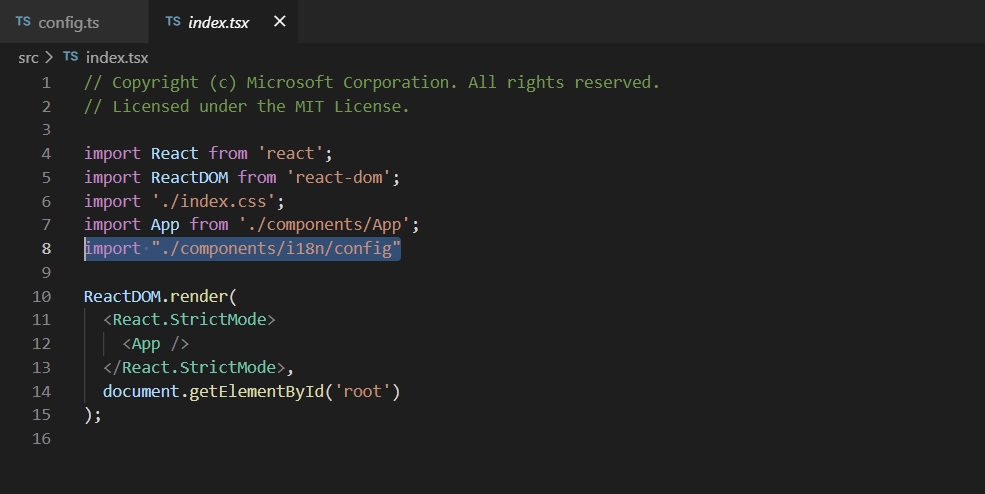 TS config.ts TS index.tsx ×
src > TS index.tsx
1 // Copyright (c) Microsoft Corporation. All rights reserved.
2 // Licensed under the MIT License.
3
4 import React from 'react';
5 import ReactDOM from 'react-dom';
6 import './index.css';
7 import App from './components/App';
8 import "./components/i18n/config"
9
10 ReactDOM.render(
11   <React.StrictMode>
12     <App />
13   </React.StrictMode>,
14   document.getElementById('root')
15 );
16